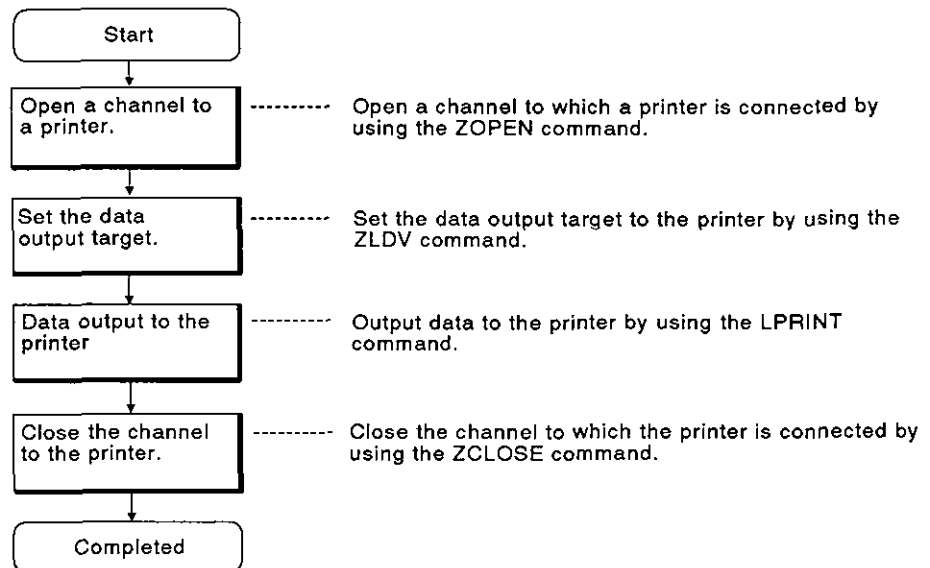 Start
Open a channel to
a printer.
Open a channel to which a printer is connected by
using the ZOPEN command.
Set the data
output target.
Set the data output target to the printer by using the
ZLDV command.
Data output to the
printer
Output data to the printer by using the LPRINT
command.
Close the channel
to the printer.
Close the channel to which the printer is connected by
using the ZCLOSE command.
Completed